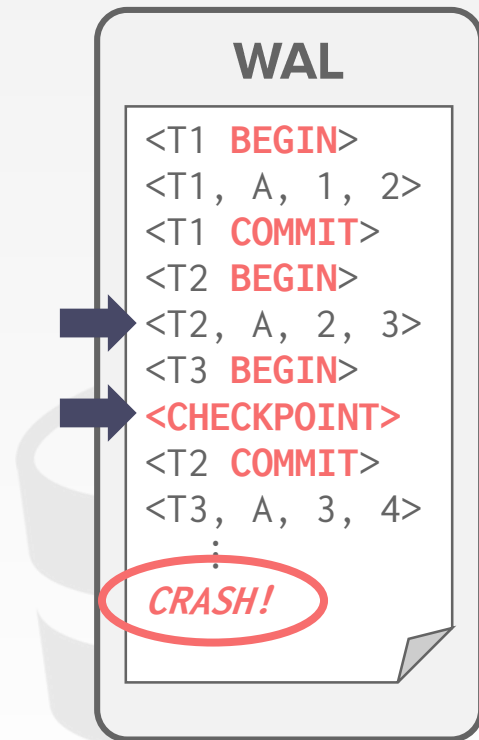 WAL
<T1 BEGIN>
<T1, A, 1, 2>
<T1 COMMIT>
<T2 BEGIN>
<T2, A, 2, 3>
<T3 BEGIN>
<CHECKPOINT>
<T2 COMMIT>
<T3, A, 3, 4>
⋮
CRASH!